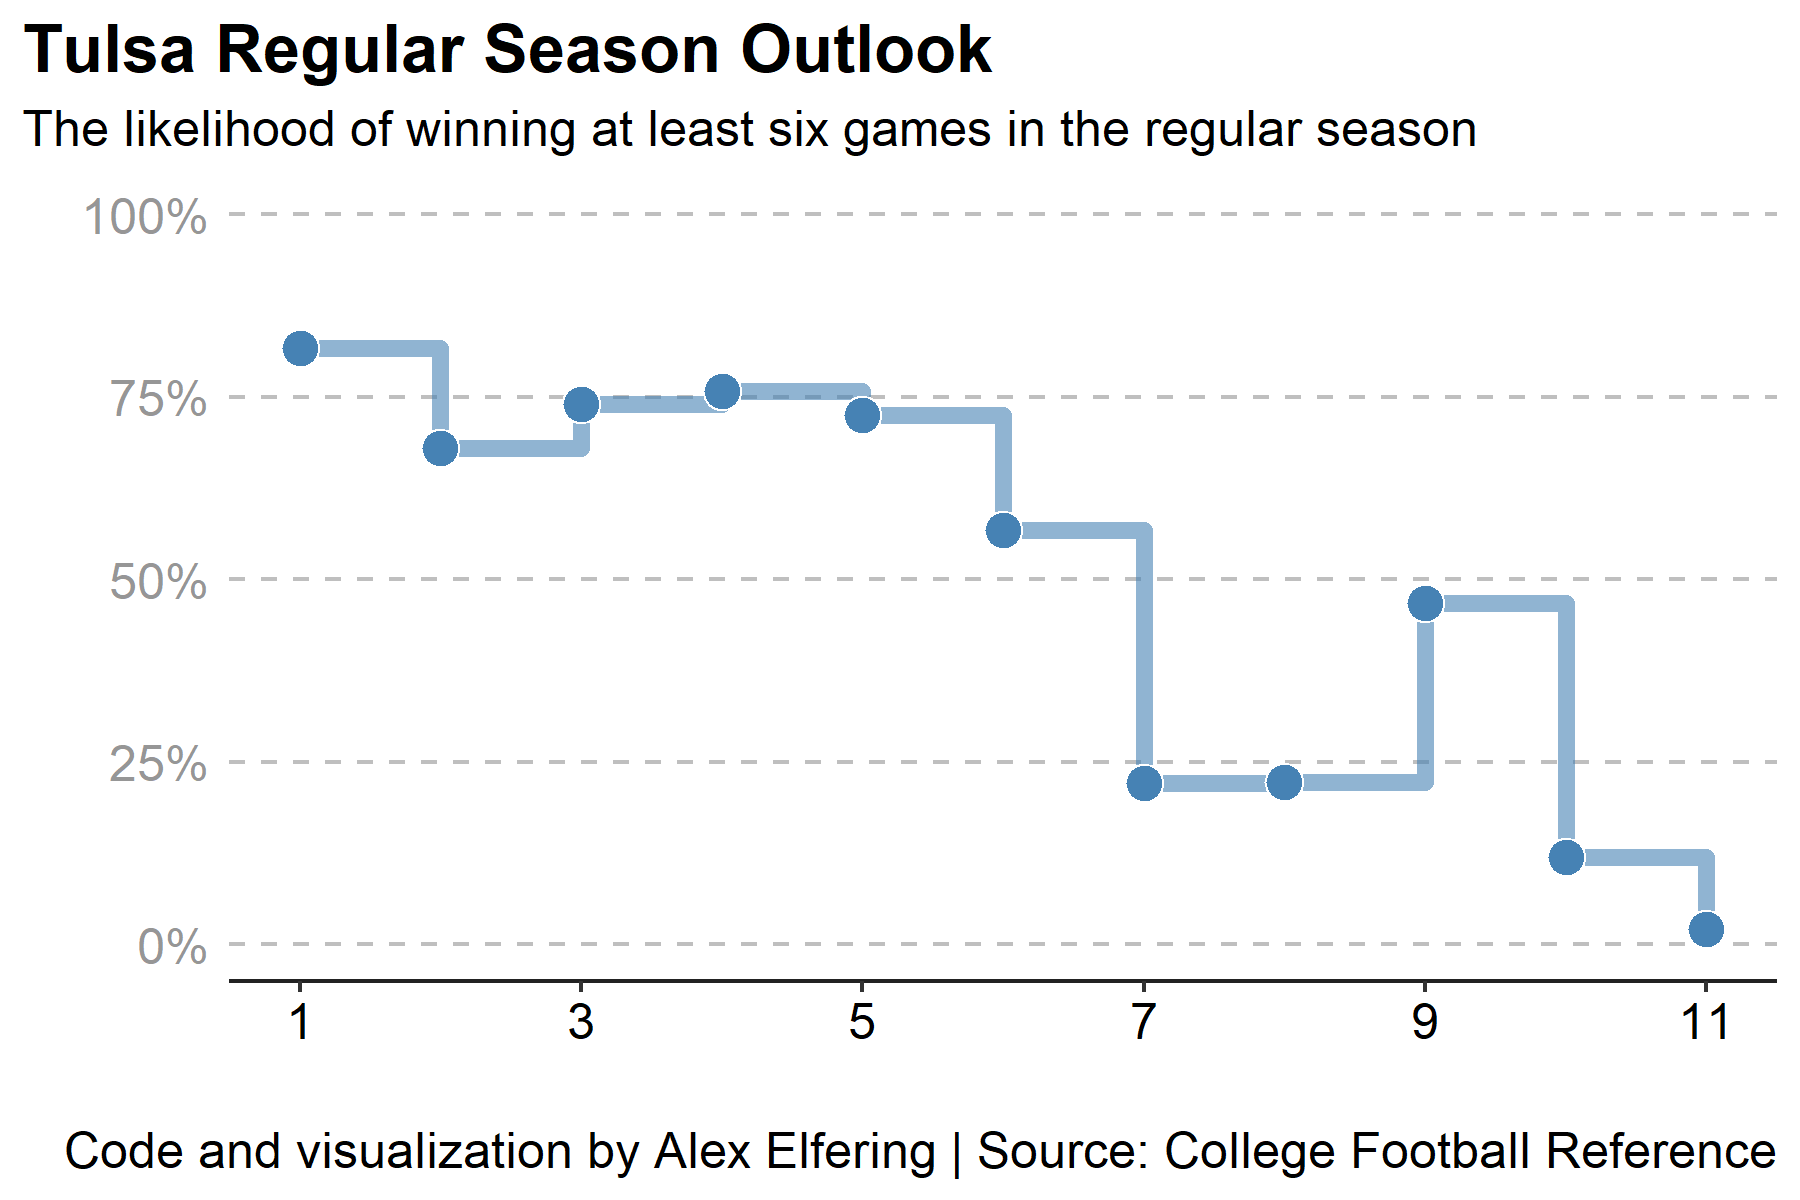 Tulsa Regular Season Outlook
The likelihood of winning at least six games in the regular season
100%
75%
50%
25%
0%
1 3 5 7 9 11
Code and visualization by Alex Elfering | Source: College Football Reference